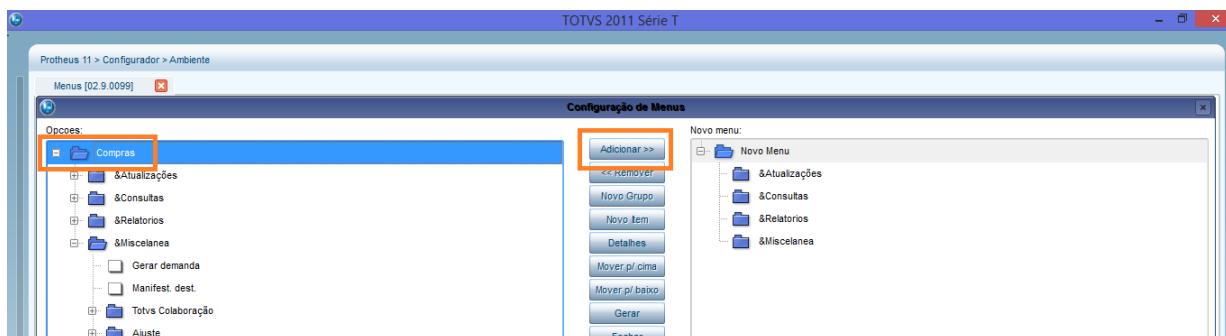 TOTVS 2011 Série T
Protheus 11 > Configurador > Ambiente
Menus [02.9.0099]
Configuração de Menus
Opcoes:
Compras
&Atualizações
&Consultas
&Relatorios
&Miscelanea
Gerar demanda
Manifest. dest.
Totvs Colaboração
Ajuste
Adicionar >>
<< Remover
Novo Grupo
Novo Item
Detalhes
Mover p/ cima
Mover p/ baixo
Gerar
Fechar
Novo menu:
Novo Menu
&Atualizações
&Consultas
&Relatorios
&Miscelanea